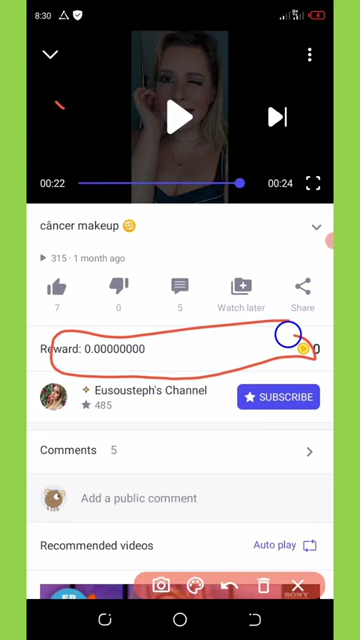 8:30
00:22
00:24
câncer makeup ♋
315 · 1 month ago
7
0
5
Watch later
Share
Reward: 0.00000000
0
Eusousteph's Channel
485
SUBSCRIBE
Comments 5
Add a public comment
Recommended videos
Auto play
SONY